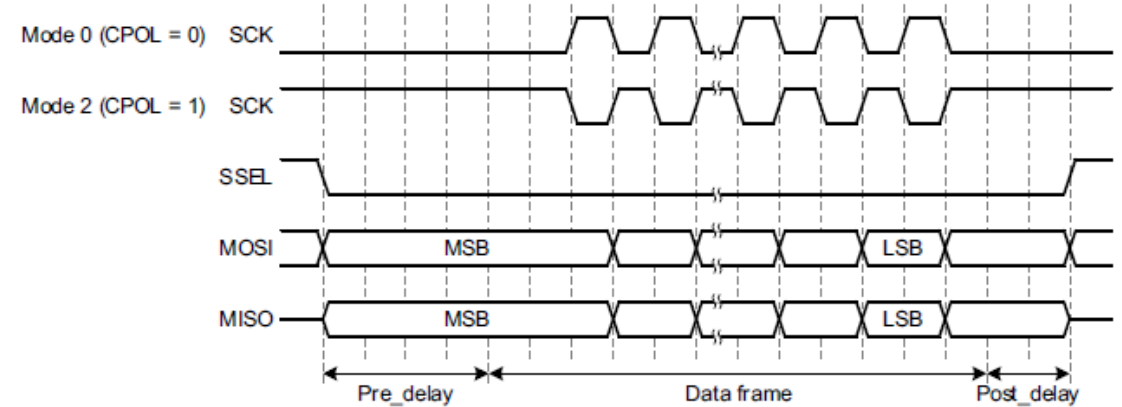 Mode 0 (CPOL = 0) SCK
Mode 2 (CPOL = 1) SCK
SSEL
MOSI MSB LSB
MISO MSB LSB
Pre_delay Data frame Post_delay